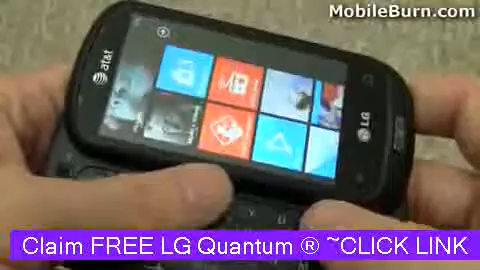 MobileBurn.com
at&t
LG
Claim FREE LG Quantum ® ~CLICK LINK